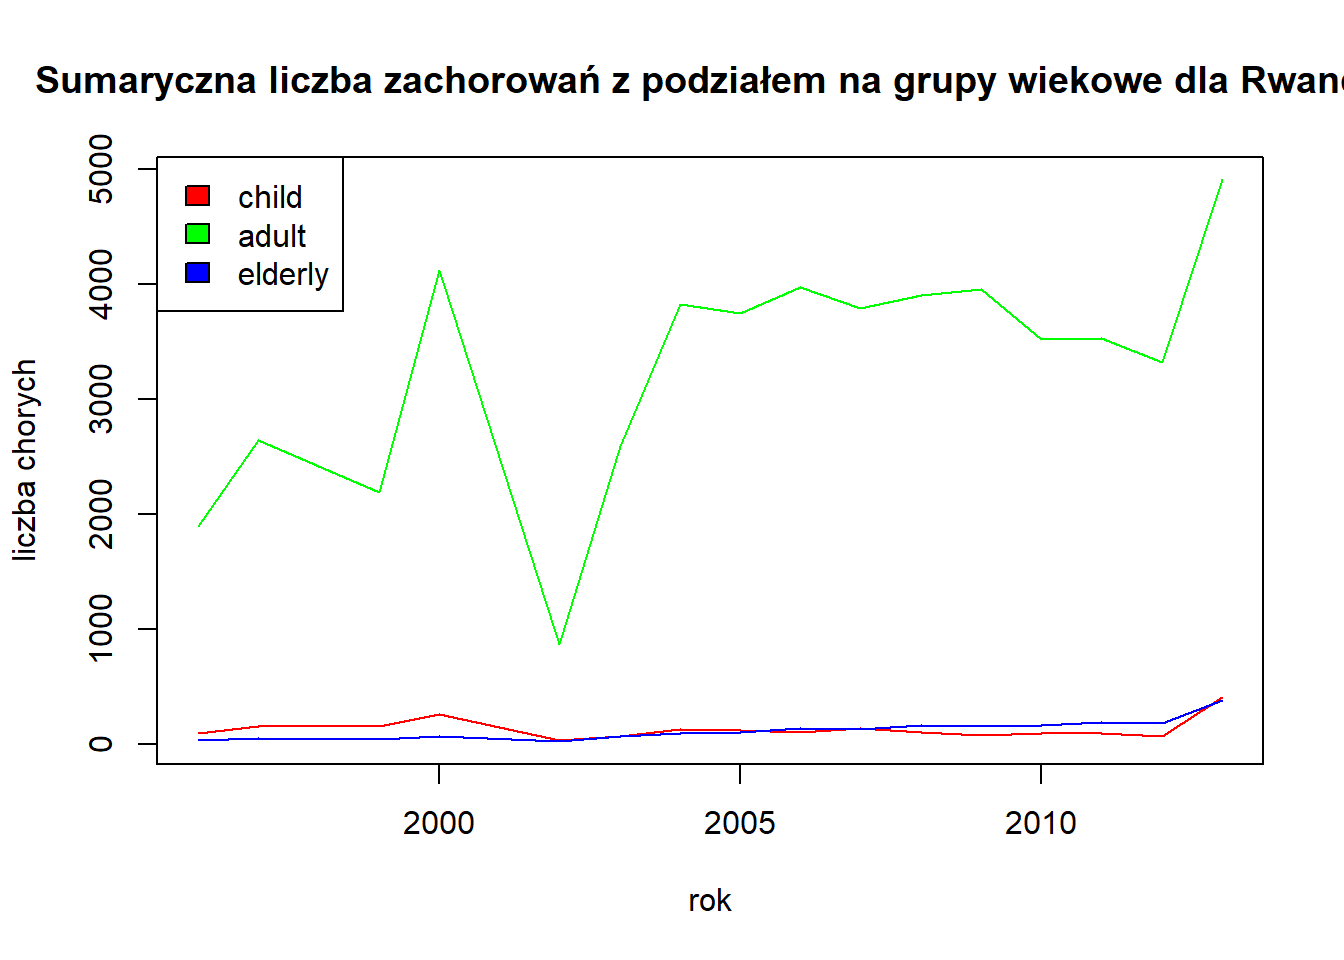 Sumaryczna liczba zachorowań z podziałem na grupy wiekowe dla
child
adult
elderly
liczba chorych
5000
4000
3000
2000
1000
0
2000 2005 2010
rok